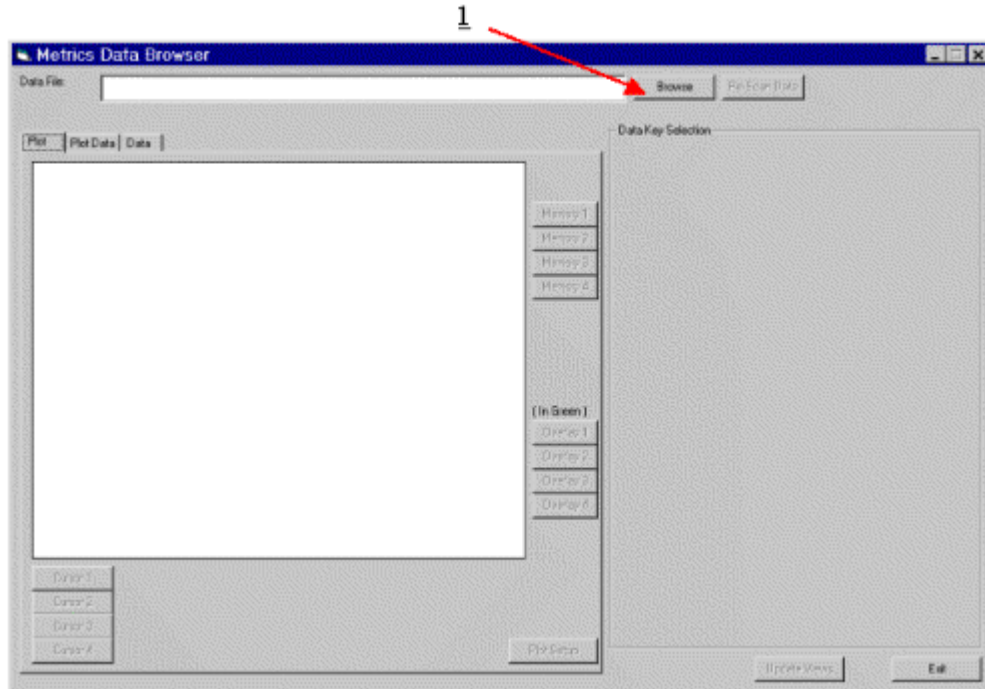 1
Metrics Data Browser
Data File:
Browse
Re-Scan Data
Plot
Plot Data
Data
Data Key Selection
Memory 1
Memory 2
Memory 3
Memory 4
( In Green )
Overlay 1
Overlay 2
Overlay 3
Overlay 4
Cursor 1
Cursor 2
Cursor 3
Cursor 4
Plot Setup
Update Views
Exit